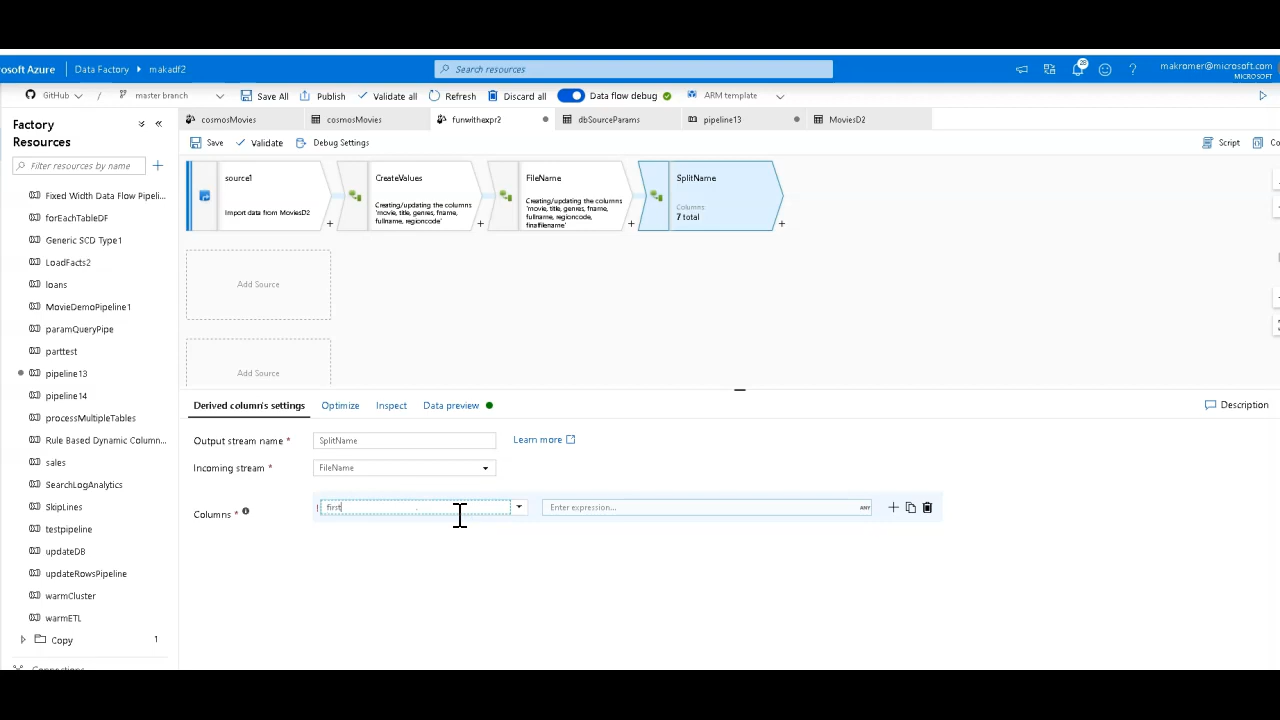 osoft Azure
Data Factory
makadf2
Search resources
28
makromer@microsoft.com
MICROSOFT
GitHub
/
master branch
Save All
Publish
Validate all
Refresh
Discard all
Data flow debug
ARM template
Factory
Resources
cosmosMovies
cosmosMovies
funwithexpr2
dbSourceParams
pipeline13
MoviesD2
Save
Validate
Debug Settings
Script
Co
Filter resources by name
Fixed Width Data Flow Pipeli...
forEachTableDF
Generic SCD Type1
LoadFacts2
loans
MovieDemoPipeline1
paramQueryPipe
parttest
pipeline13
pipeline14
processMultipleTables
Rule Based Dynamic Column...
sales
SearchLogAnalytics
SkipLines
testpipeline
updateDB
updateRowsPipeline
warmCluster
warmETL
Copy
1
Connections
source1
Import data from MoviesD2
CreateValues
Creating/updating the columns
'movie, title, genres, fname,
fullname, regioncode'
FileName
Creating/updating the columns
'movie, title, genres, fname,
fullname, regioncode,
finalfilename'
SplitName
Columns
7 total
Add Source
Add Source
Derived column's settings
Optimize
Inspect
Data preview
Description
Output stream name *
SplitName
Learn more
Incoming stream *
FileName
Columns *
first
Enter expression...
ANY